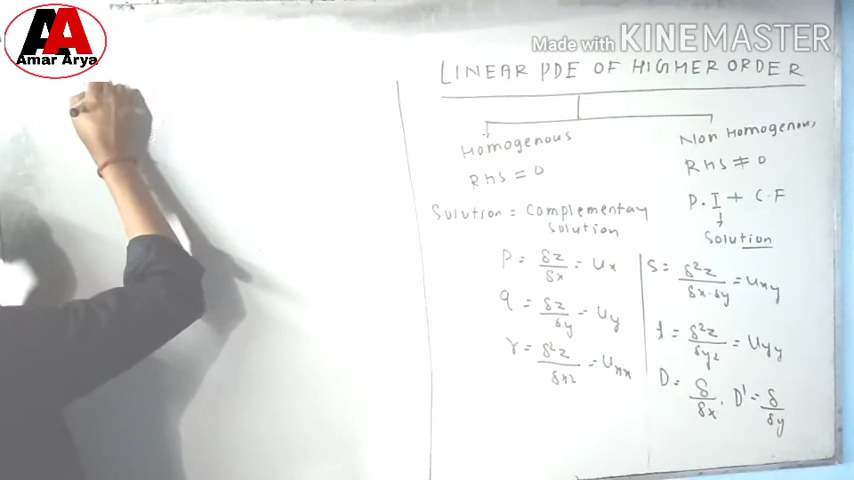 AA
Amar Arya
Made with KINEMASTER
LINEAR PDE OF HIGHER ORDER
Homogenous
RHS = 0
Solution = Complementary
Solution
Non Homogenous,
RHS ≠ 0
P.I + C.F
↓
Solution
P = δz/δx = Ux
q = δz/δy = Uy
r = δ²z/δx2 = Uxx
S = δ²z/δx·δy = Uxy
t = δ²z/δy2 = Uyy
D = δ/δx, D' = δ/δy